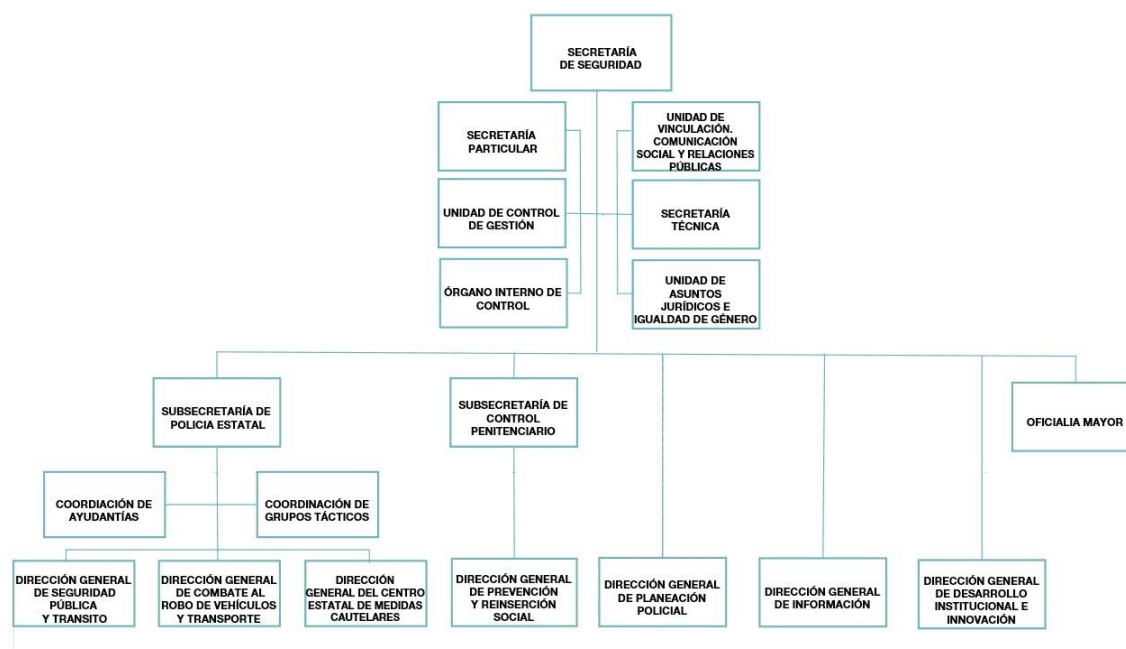 SECRETARÍA
DE SEGURIDAD
SECRETARÍA
PARTICULAR
UNIDAD DE
VINCULACIÓN.
COMUNICACIÓN
SOCIAL Y RELACIONES
PÚBLICAS
UNIDAD DE CONTROL
DE GESTIÓN
SECRETARÍA
TÉCNICA
ÓRGANO INTERNO DE
CONTROL
UNIDAD DE
ASUNTOS
JURÍDICOS E
IGUALDAD DE GÉNERO
SUBSECRETARÍA DE
POLICIA ESTATAL
SUBSECRETARÍA DE
CONTROL
PENITENCIARIO
OFICIALIA MAYOR
COORDIACIÓN DE
AYUDANTÍAS
COORDINACIÓN DE
GRUPOS TÁCTICOS
DIRECCIÓN GENERAL
DE SEGURIDAD
PÚBLICA
Y TRANSITO
DIRECCIÓN GENERAL
DE COMBATE AL
ROBO DE VEHÍCULOS
Y TRANSPORTE
DIRECCIÓN
GENERAL DEL CENTRO
ESTATAL DE MEDIDAS
CAUTELARES
DIRECCIÓN GENERAL
DE PREVENCIÓN
Y REINSERCIÓN
SOCIAL
DIRECCIÓN GENERAL
DE PLANEACIÓN
POLICIAL
DIRECCIÓN GENERAL
DE INFORMACIÓN
DIRECCIÓN GENERAL
DE DESARROLLO
INSTITUCIONAL E
INNOVACIÓN